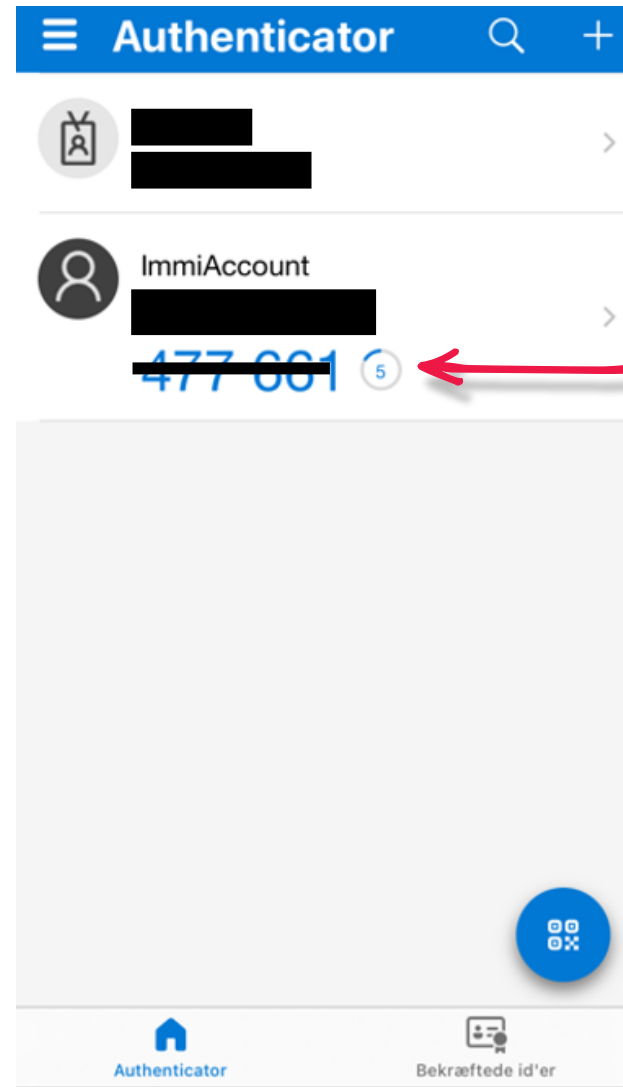 Authenticator
ImmiAccount
477 661
5
Authenticator
Bekræftede id'er